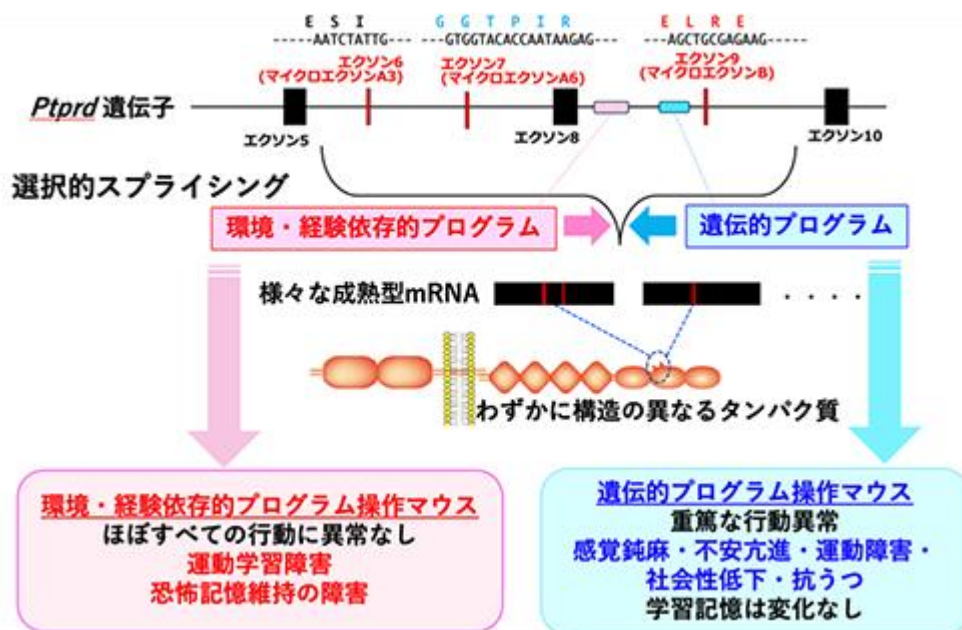 E S I
G G T P I R
E L R E
-----AATCTATTG----
-----GTGGTACACCAATAAGAG-----
-----AGCTGCGAGAAG-----
エクソン6
(マイクロエクソンA3)
エクソン7
(マイクロエクソンA6)
エクソン9
(マイクロエクソンB)
Ptprd 遺伝子
エクソン5
エクソン8
エクソン10
選択的スプライシング
環境・経験依存的プログラム
遺伝的プログラム
様々な成熟型mRNA
・・・・
わずかに構造の異なるタンパク質
環境・経験依存的プログラム操作マウス
ほぼすべての行動に異常なし
運動学習障害
恐怖記憶維持の障害
遺伝的プログラム操作マウス
重篤な行動異常
感覚鈍麻・不安亢進・運動障害・
社会性低下・抗うつ
学習記憶は変化なし